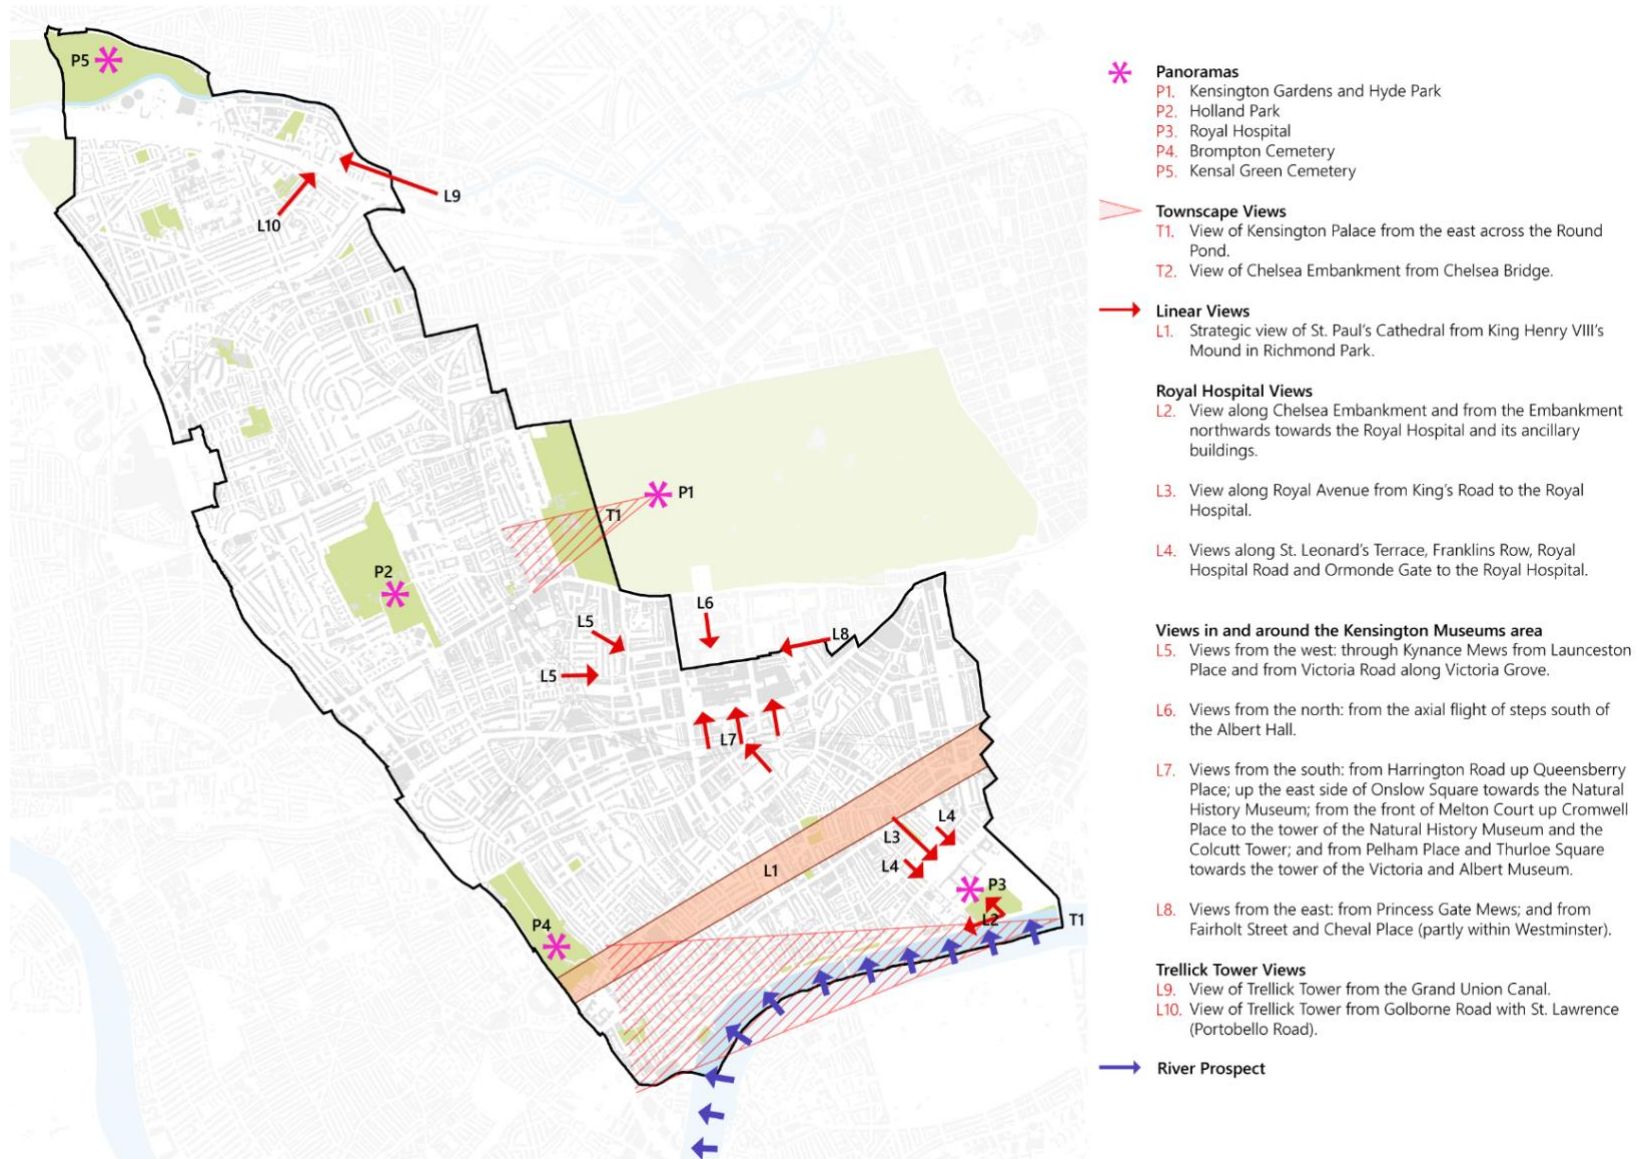 P5
L9
L10
P1
T1
P2
L6
L5
L8
L5
L7
L4
L3
L1
L4
P3
L2
T1
P4
Panoramas
P1. Kensington Gardens and Hyde Park
P2. Holland Park
P3. Royal Hospital
P4. Brompton Cemetery
P5. Kensal Green Cemetery
Townscape Views
T1. View of Kensington Palace from the east across the Round
Pond.
T2. View of Chelsea Embankment from Chelsea Bridge.
Linear Views
L1. Strategic view of St. Paul's Cathedral from King Henry VIII's
Mound in Richmond Park.
Royal Hospital Views
L2. View along Chelsea Embankment and from the Embankment
northwards towards the Royal Hospital and its ancillary
buildings.
L3. View along Royal Avenue from King's Road to the Royal
Hospital.
L4. Views along St. Leonard's Terrace, Franklins Row, Royal
Hospital Road and Ormonde Gate to the Royal Hospital.
Views in and around the Kensington Museums area
L5. Views from the west: through Kynance Mews from Launceston
Place and from Victoria Road along Victoria Grove.
L6. Views from the north: from the axial flight of steps south of
the Albert Hall.
L7. Views from the south: from Harrington Road up Queensberry
Place; up the east side of Onslow Square towards the Natural
History Museum; from the front of Melton Court up Cromwell
Place to the tower of the Natural History Museum and the
Colcutt Tower; and from Pelham Place and Thurloe Square
towards the tower of the Victoria and Albert Museum.
L8. Views from the east: from Princess Gate Mews; and from
Fairholt Street and Cheval Place (partly within Westminster).
Trellick Tower Views
L9. View of Trellick Tower from the Grand Union Canal.
L10. View of Trellick Tower from Golborne Road with St. Lawrence
(Portobello Road).
River Prospect